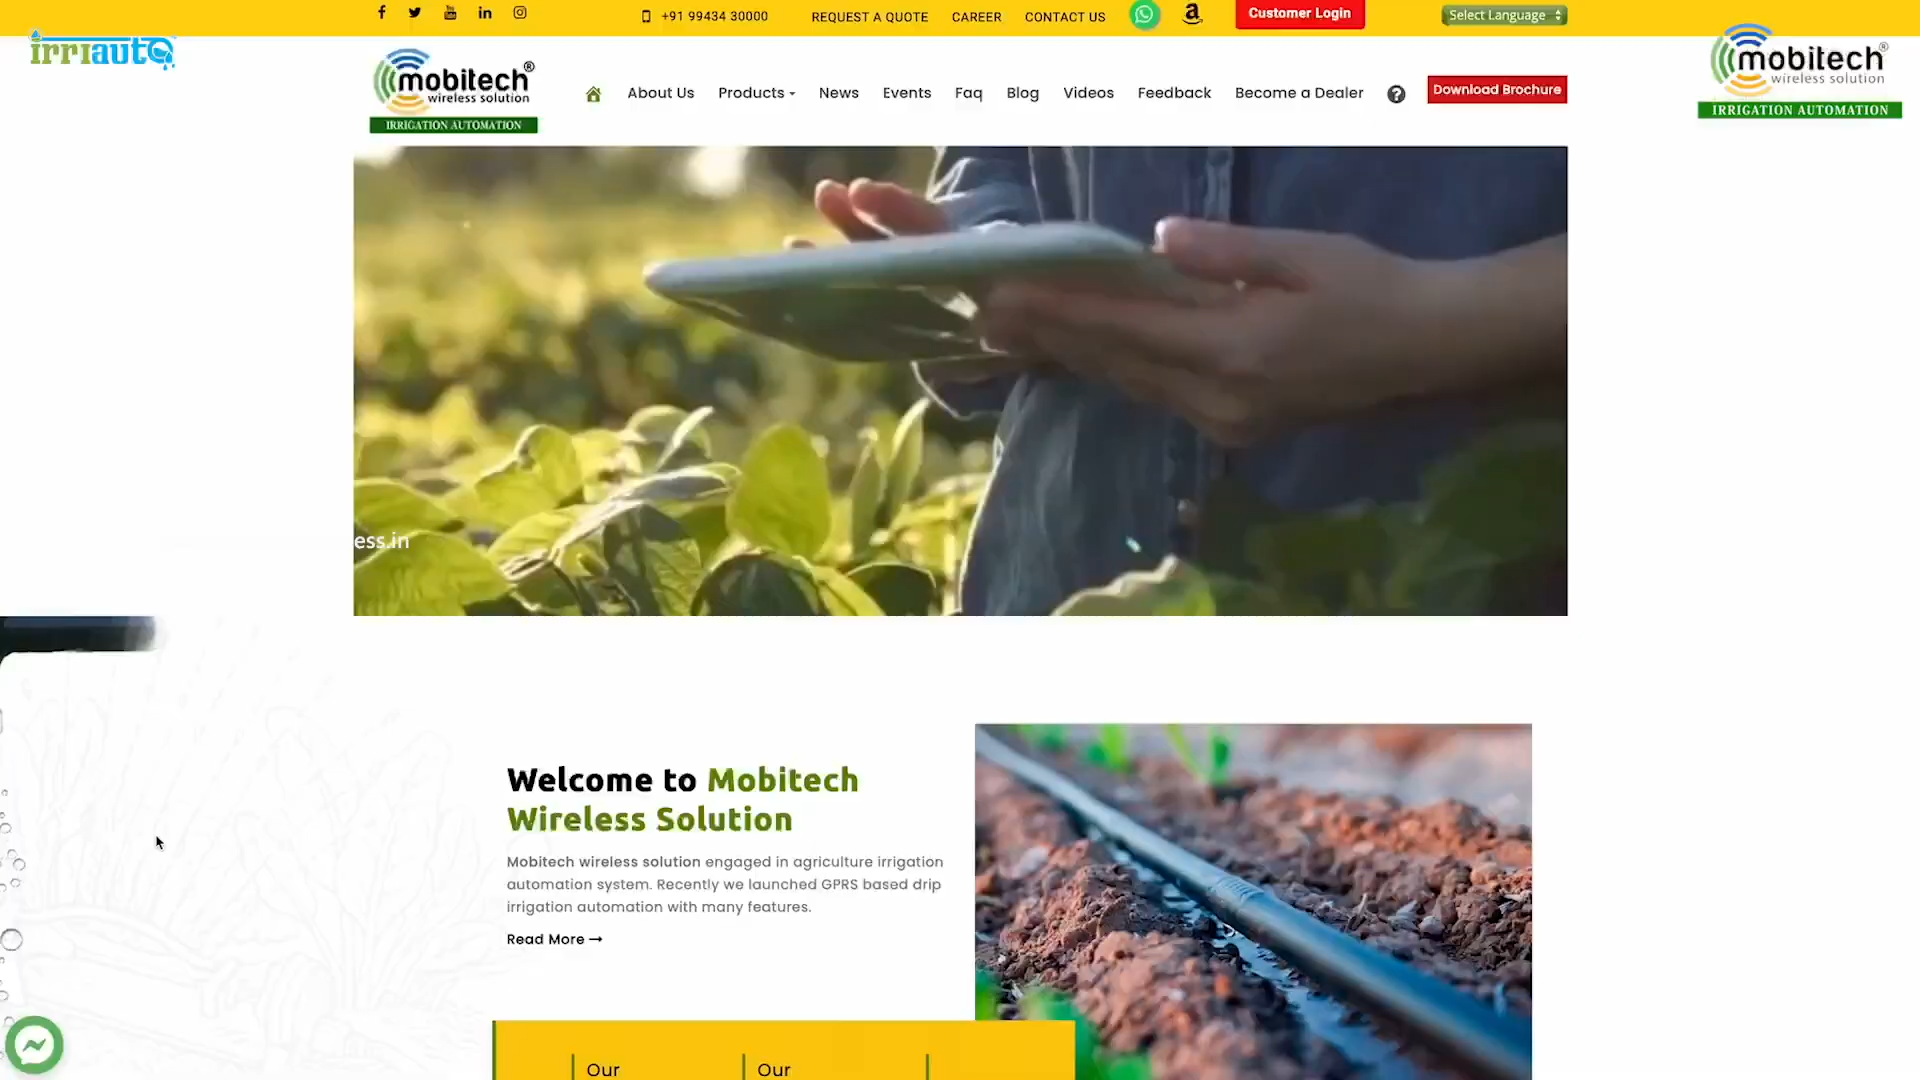 +91 99434 30000
REQUEST A QUOTE
CAREER
CONTACT US
Customer Login
Select Language
irriauto
mobitech®
wireless solution
IRRIGATION AUTOMATION
About Us
Products
News
Events
Faq
Blog
Videos
Feedback
Become a Dealer
Download Brochure
mobitech®
wireless solution
IRRIGATION AUTOMATION
ess.in
Welcome to Mobitech
Wireless Solution
Mobitech wireless solution engaged in agriculture irrigation
automation system. Recently we launched GPRS based drip
irrigation automation with many features.
Read More
Our
Our